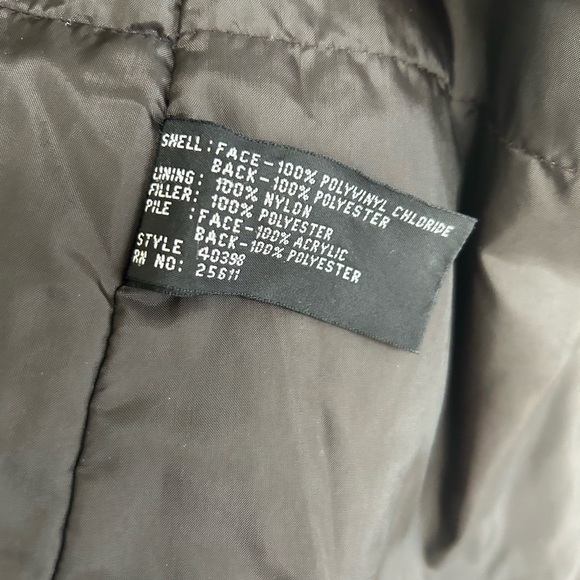 SHELL: FACE-100% POLYVINYL CHLORIDE
BACK-100% POLYESTER
LINING: 100% NYLON
FILLER: 100% POLYESTER
PILE : FACE-100% ACRYLIC
BACK-100% POLYESTER
STYLE 40398
RN NO: 25611